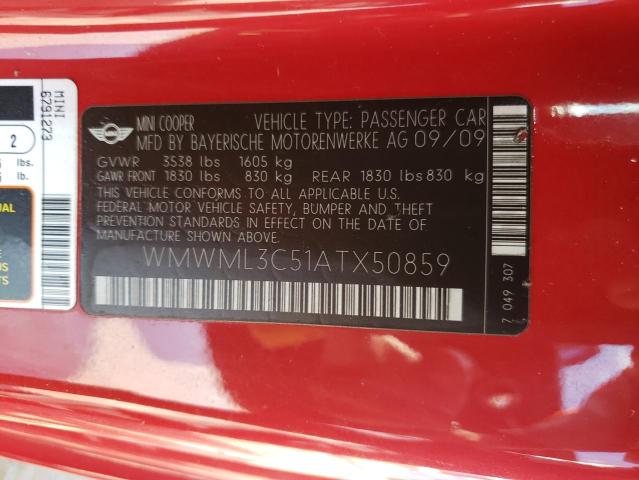 MINI COOPER VEHICLE TYPE: PASSENGER CAR
MFD BY BAYERISCHE MOTORENWERKE AG 09/09
GVWR 3538 lbs 1605 kg
GAWR FRONT 1830 lbs 830 kg REAR 1830 lbs 830 kg
THIS VEHICLE CONFORMS TO ALL APPLICABLE U.S.
FEDERAL MOTOR VEHICLE SAFETY, BUMPER AND THEFT
PREVENTION STANDARDS IN EFFECT ON THE DATE OF
MANUFACTURE SHOWN ABOVE.
WMWML3C51ATX50859
7 049 307
MINI
6791273
2
lbs.
lb.